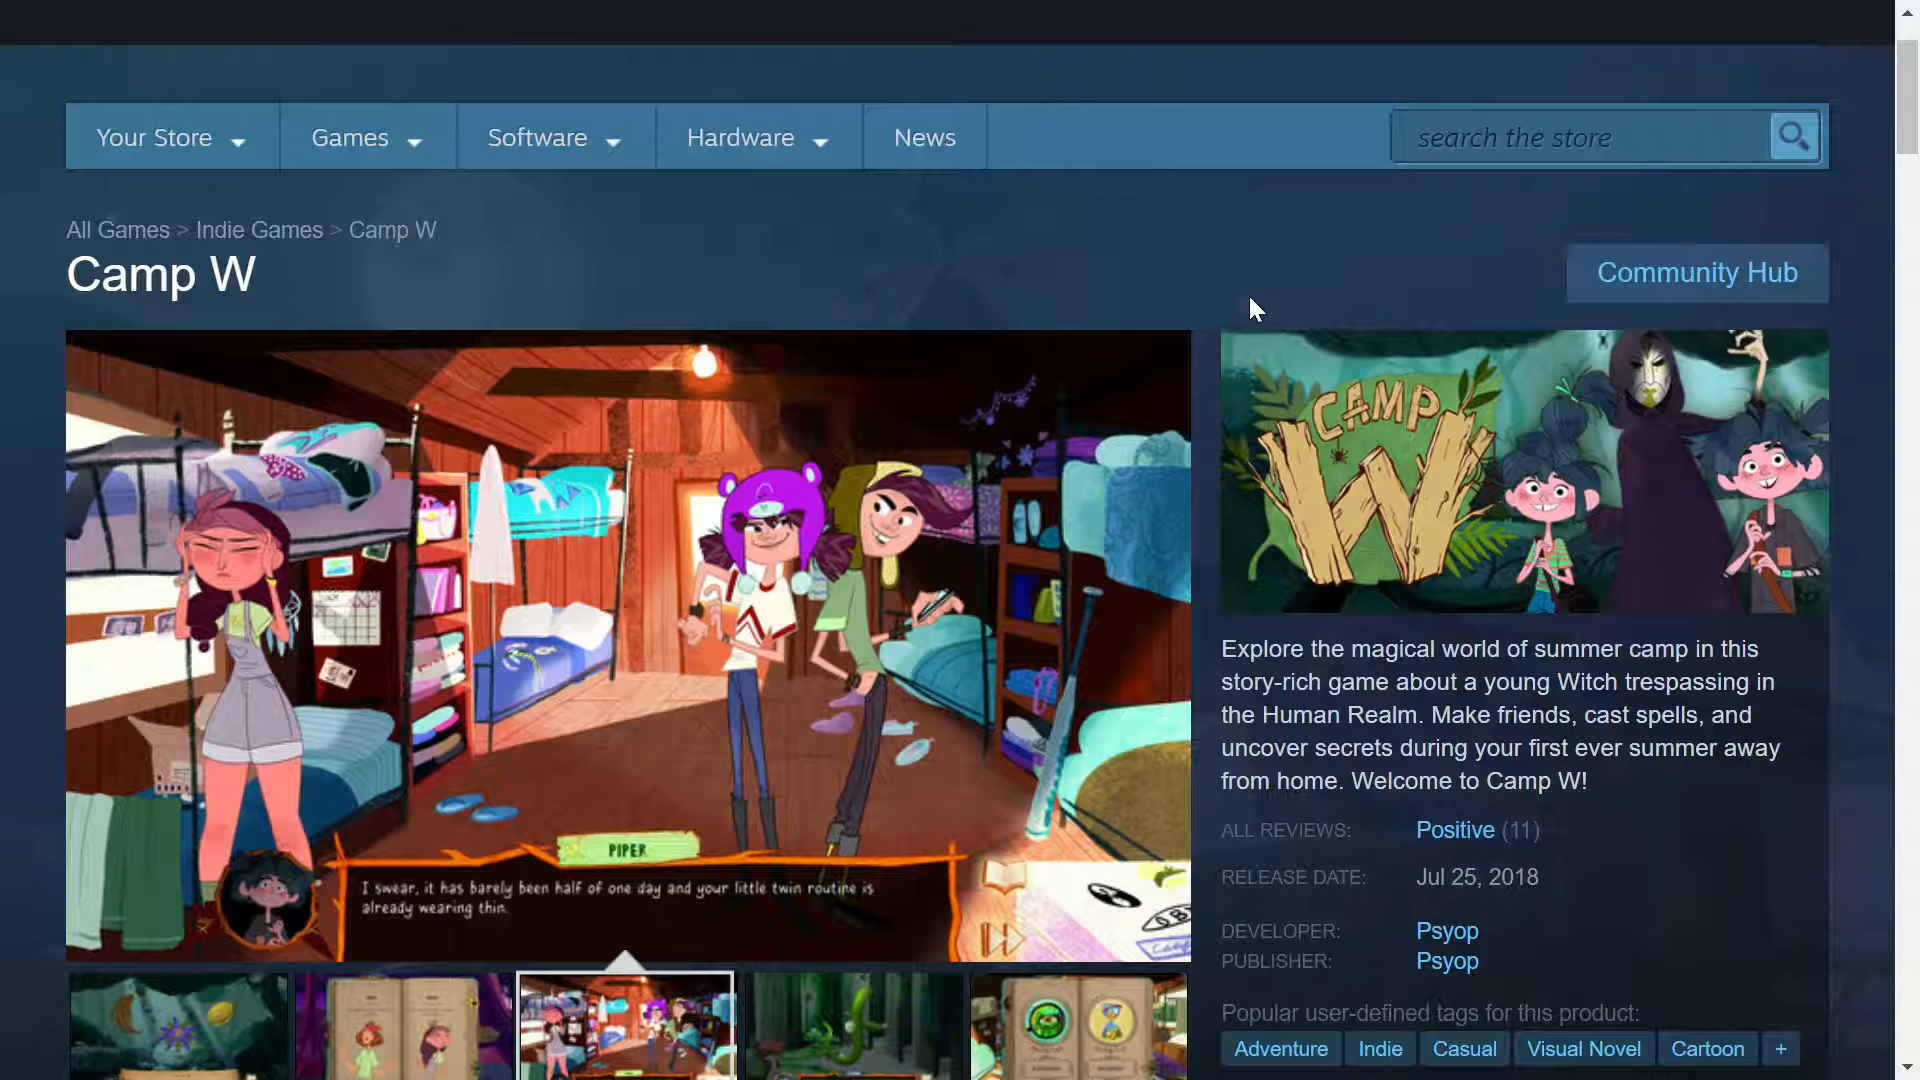 Your Store Games Software Hardware News search the store
All Games > Indie Games > Camp W
Camp W
Community Hub
CAMP
W
PIPER
I swear, it has barely been half of one day and your little twin routine is
already wearing thin.
Explore the magical world of summer camp in this
story-rich game about a young Witch trespassing in
the Human Realm. Make friends, cast spells, and
uncover secrets during your first ever summer away
from home. Welcome to Camp W!
ALL REVIEWS: Positive (11)
RELEASE DATE: Jul 25, 2018
DEVELOPER: Psyop
PUBLISHER: Psyop
Popular user-defined tags for this product:
Adventure Indie Casual Visual Novel Cartoon +